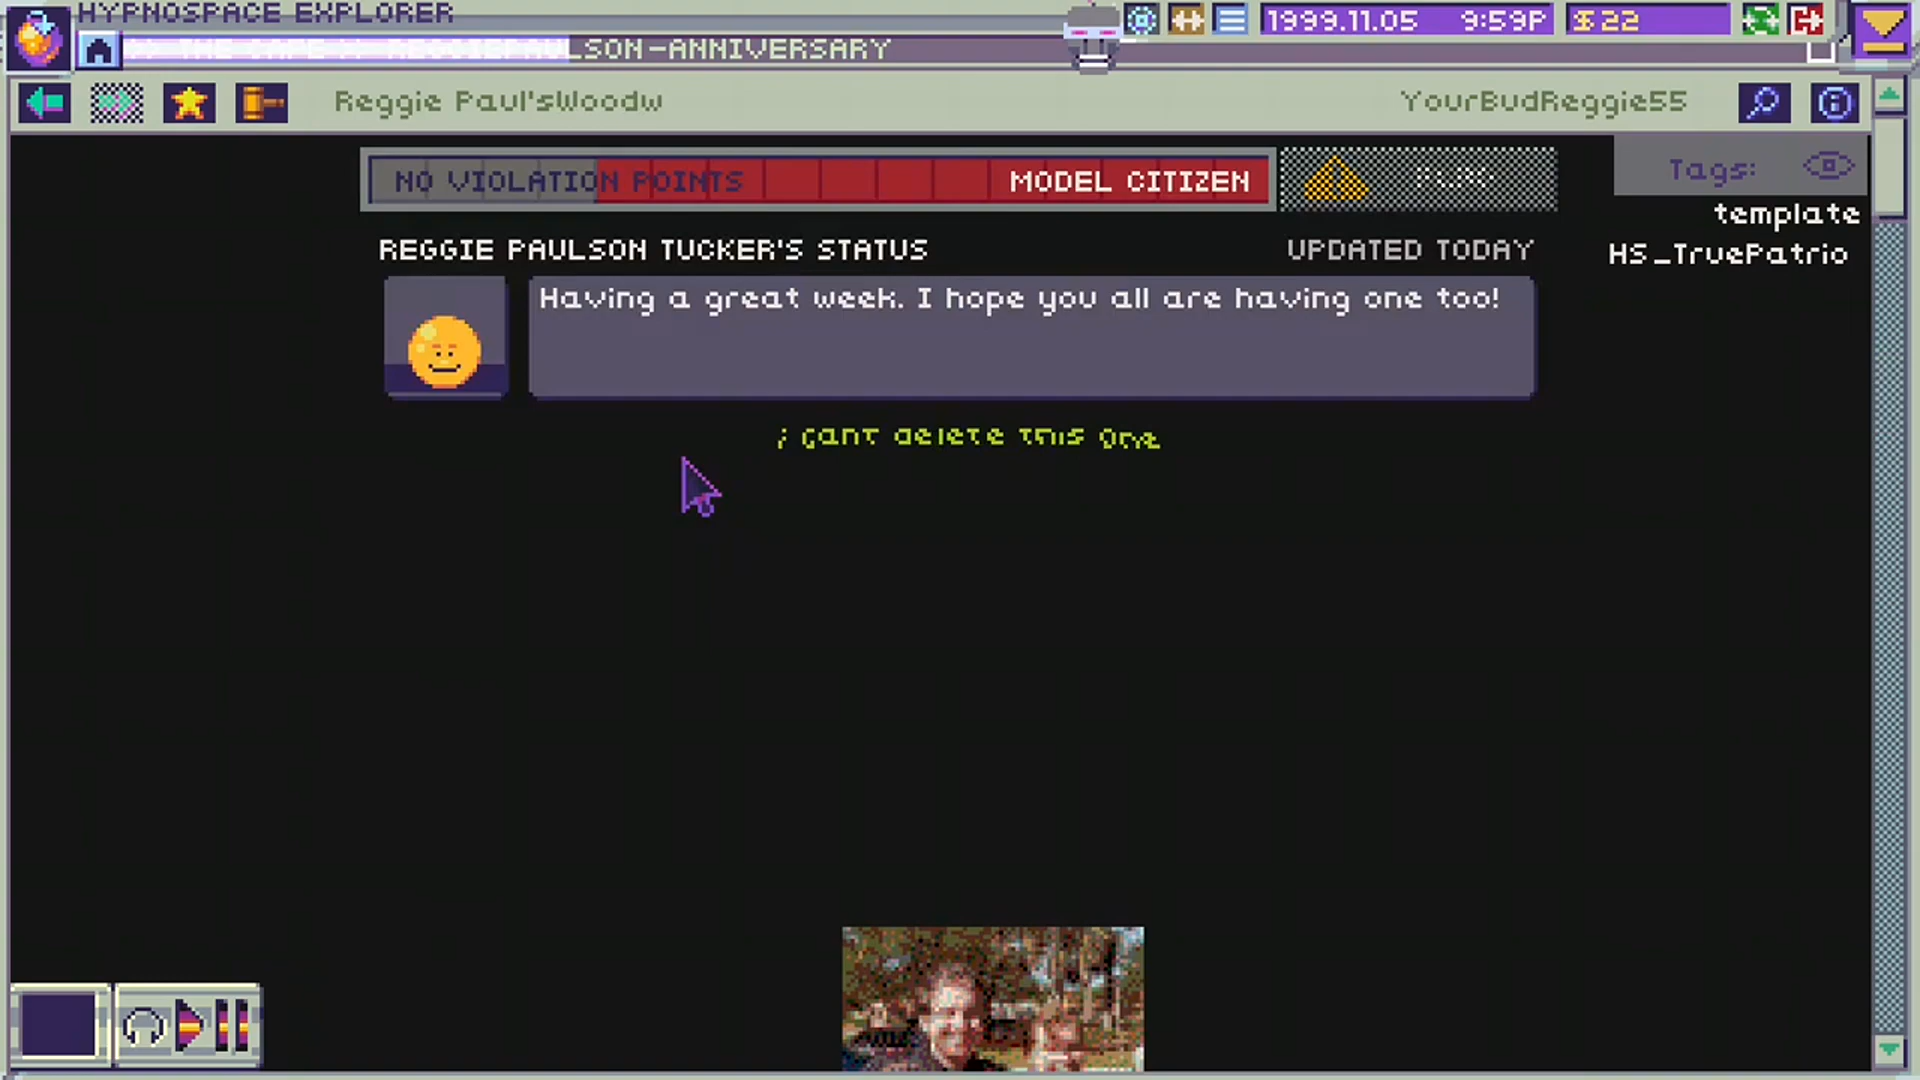 HYPNOSPACE EXPLORER
1999.11.05 9:59P $22
LSON-ANNIVERSARY
Reggie Paul'sWoodw
YourBudReggie55
NO VIOLATION POINTS
MODEL CITIZEN
Tags:
template
HS_TruePatrio
REGGIE PAULSON TUCKER'S STATUS
UPDATED TODAY
Having a great week. I hope you all are having one too!
i cant delete this one